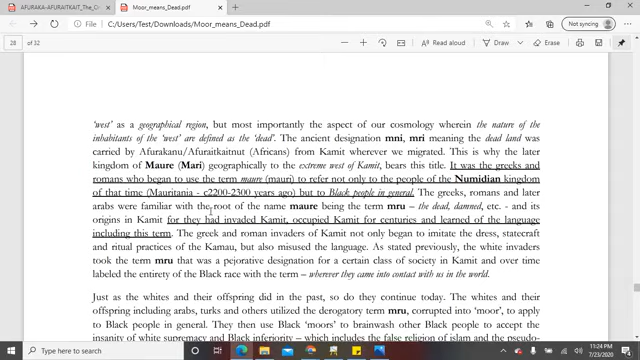 AFURAKA-AFURAITKAIT_The_O
Moor_means_Dead.pdf
C:/Users/Test/Downloads/Moor_means_Dead.pdf
Not syncing
28 of 32
Read aloud
Draw
Erase
'west' as a geographical region, but most importantly the aspect of our cosmology wherein the nature of the
inhabitants of the 'west' are defined as the 'dead'. The ancient designation mni, mri meaning the dead land was
carried by Afurakanu/Afuraitkaitnut (Africans) from Kamit wherever we migrated. This is why the later
kingdom of Maure (Mari) geographically to the extreme west of Kamit, bears this title. It was the greeks and
romans who began to use the term maure (mauri) to refer not only to the people of the Numidian kingdom
of that time (Mauritania - c2200-2300 years ago) but to Black people in general. The greeks, romans and later
arabs were familiar with the root of the name maure being the term mru – the dead, damned, etc. - and its
origins in Kamit for they had invaded Kamit, occupied Kamit for centuries and learned of the language
including this term. The greek and roman invaders of Kamit not only began to imitate the dress, statecraft
and ritual practices of the Kamau, but also misused the language. As stated previously, the white invaders
took the term mru that was a pejorative designation for a certain class of society in Kamit and over time
labeled the entirety of the Black race with the term – wherever they came into contact with us in the world.
Just as the whites and their offspring did in the past, so do they continue today. The whites and their
offspring including arabs, turks and others utilized the derogatory term mru, corrupted into 'moor', to apply
to Black people in general. They then use Black 'moors' to brainwash other Black people to accept the
insanity of white supremacy and Black inferiority – which includes the false religion of islam and the pseudo-
Type here to search
11:24 PM
7/23/2020